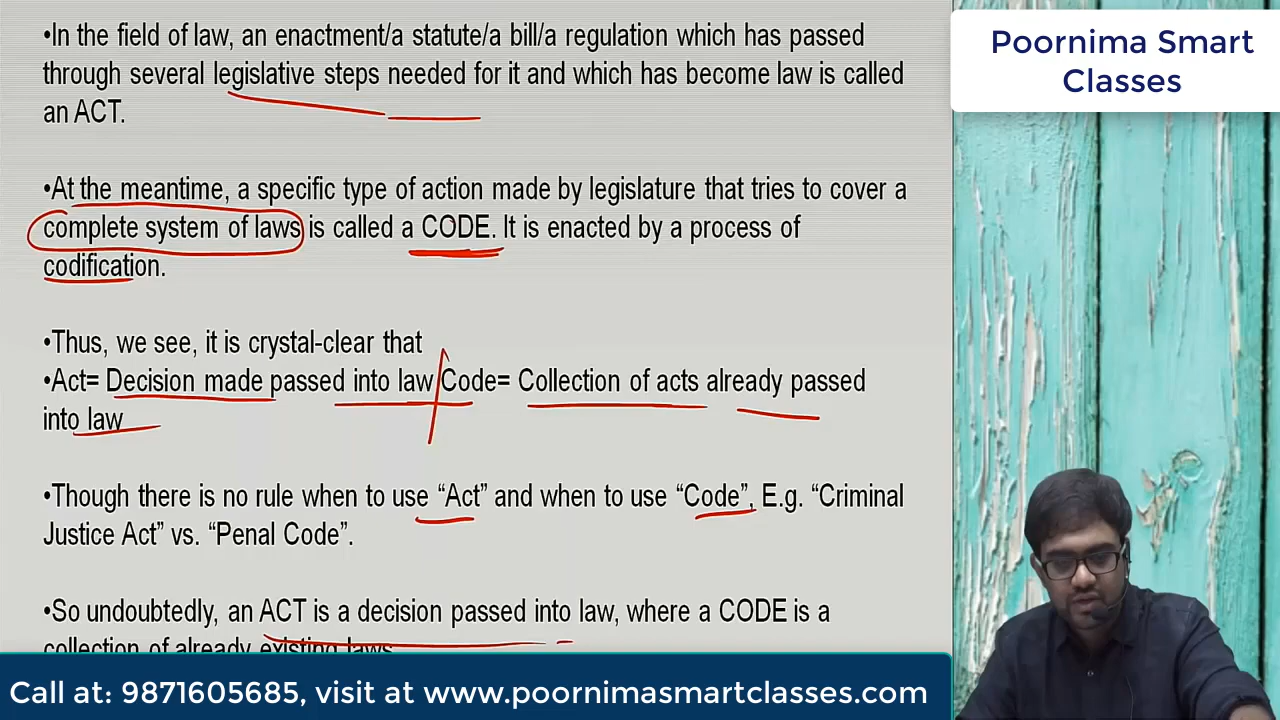 •In the field of law, an enactment/a statute/a bill/a regulation which has passed
through several legislative steps needed for it and which has become law is called
an ACT.
•At the meantime, a specific type of action made by legislature that tries to cover a
complete system of laws is called a CODE. It is enacted by a process of
codification.
•Thus, we see, it is crystal-clear that
•Act= Decision made passed into law Code= Collection of acts already passed
into law
•Though there is no rule when to use “Act” and when to use “Code”, E.g. “Criminal
Justice Act” vs. “Penal Code”.
•So undoubtedly, an ACT is a decision passed into law, where a CODE is a
collection of already existing laws
Poornima Smart
Classes
Call at: 9871605685, visit at www.poornimasmartclasses.com